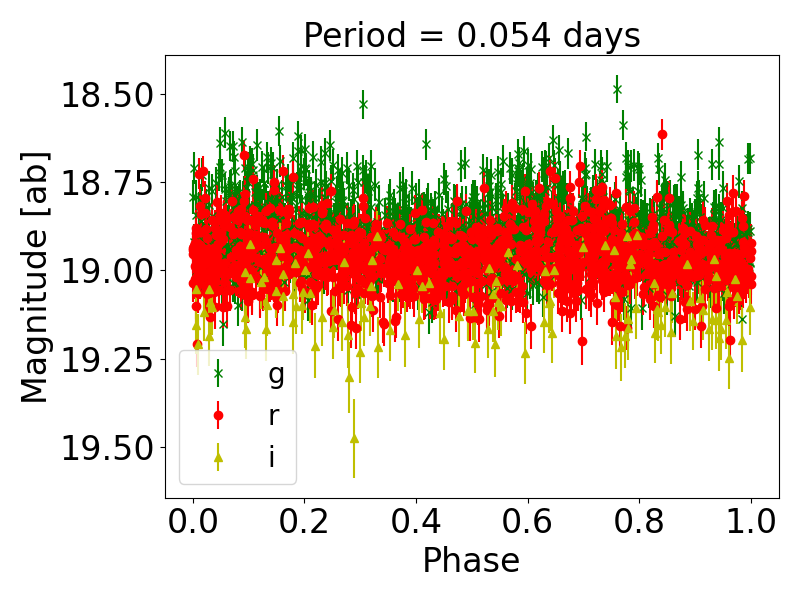 Period = 0.054 days
Magnitude [ab]
18.50
18.75
19.00
19.25
19.50
g
r
i
0.0 0.2 0.4 0.6 0.8 1.0
Phase